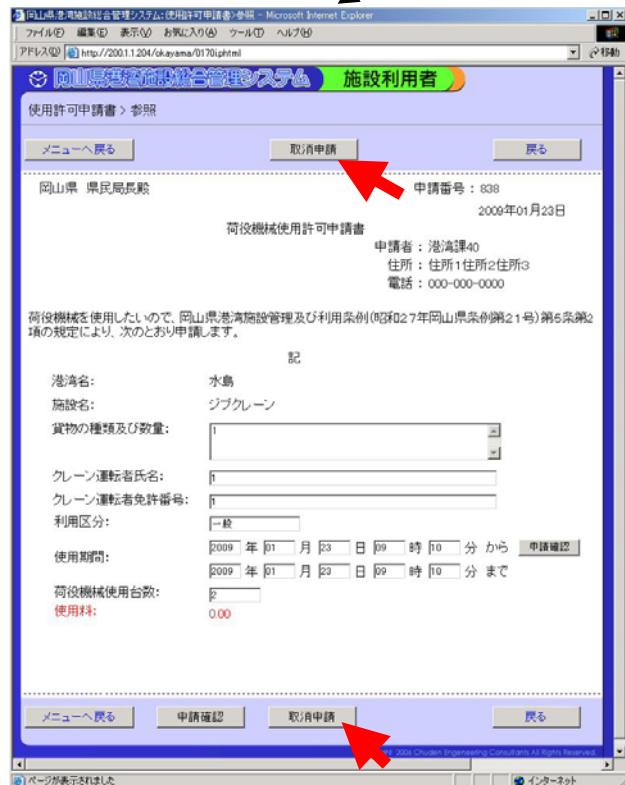 岡山県港湾施設総合管理システム:使用許可申請書>参照 - Microsoft Internet Explorer
ファイル(F) 編集(E) 表示(V) お気に入り(A) ツール(T) ヘルプ(H)
アドレス(D) http://200.1.1.204/okayama/0170i.phtml 移動
岡山県港湾施設総合管理システム 施設利用者
使用許可申請書 > 参照
メニューへ戻る 取消申請 戻る
岡山県 県民局長殿 申請番号：838
2009年01月23日
荷役機械使用許可申請書
申請者：港湾課40
住所：住所1住所2住所3
電話：000-000-0000
荷役機械を使用したいので、岡山県港湾施設管理及び利用条例(昭和27年岡山県条例第21号)第5条第2
項の規定により、次のとおり申請します。
記
港湾名: 水島
施設名: ジブクレーン
貨物の種類及び数量: 1
クレーン運転者氏名: 1
クレーン運転者免許番号: 1
利用区分: 一般
使用期間: 2009 年 01 月 23 日 09 時 10 分 から 申請確認
2009 年 01 月 23 日 09 時 10 分 まで
荷役機械使用台数: 2
使用料: 0.00
メニューへ戻る 申請確認 取消申請 戻る
2004 Chuden Engineering Consultants All Rights Reserved.
ページが表示されました インターネット